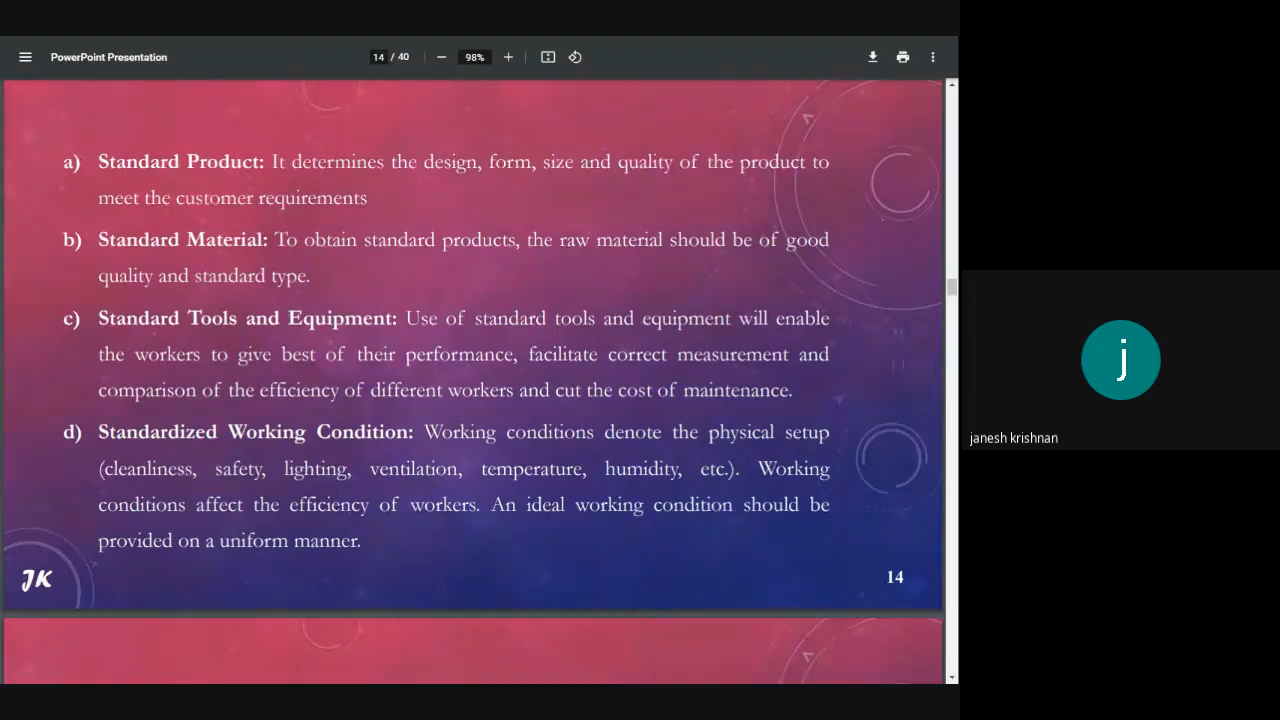 PowerPoint Presentation
14 / 40
98%
a) Standard Product: It determines the design, form, size and quality of the product to
meet the customer requirements
b) Standard Material: To obtain standard products, the raw material should be of good
quality and standard type.
c) Standard Tools and Equipment: Use of standard tools and equipment will enable
the workers to give best of their performance, facilitate correct measurement and
comparison of the efficiency of different workers and cut the cost of maintenance.
d) Standardized Working Condition: Working conditions denote the physical setup
(cleanliness, safety, lighting, ventilation, temperature, humidity, etc.). Working
conditions affect the efficiency of workers. An ideal working condition should be
provided on a uniform manner.
JK
14
j
janesh krishnan